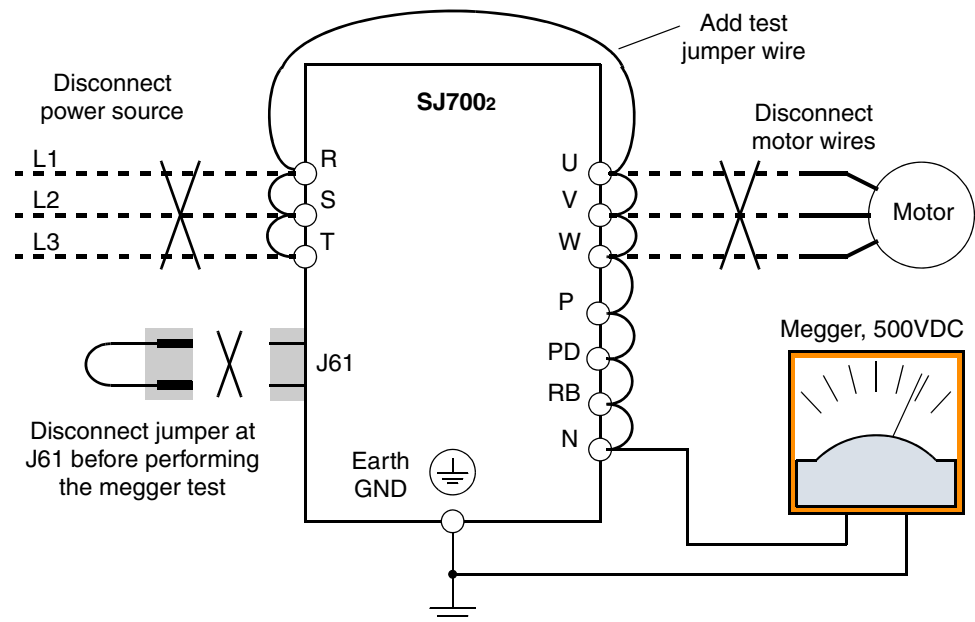 Add test
jumper wire
Disconnect
power source
SJ7002
Disconnect
motor wires
L1
R
U
L2
S
V
Motor
L3
T
W
P
Megger, 500VDC
J61
PD
RB
Disconnect jumper at
J61 before performing
the megger test
N
Earth
GND